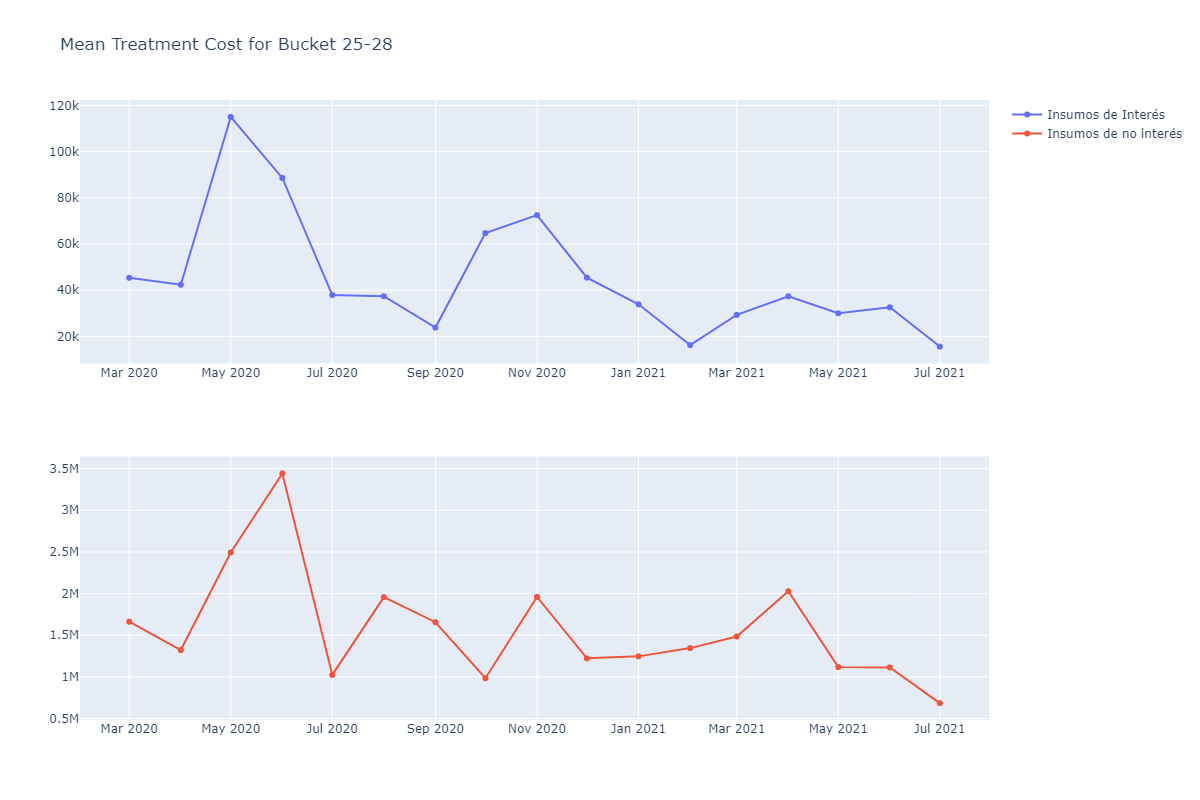 Mean Treatment Cost for Bucket 25-28
120k
100k
80k
60k
40k
20k
Mar 2020 May 2020 Jul 2020 Sep 2020 Nov 2020 Jan 2021 Mar 2021 May 2021 Jul 2021
Insumos de Interés
Insumos de no interés
3.5M
3M
2.5M
2M
1.5M
1M
0.5M
Mar 2020 May 2020 Jul 2020 Sep 2020 Nov 2020 Jan 2021 Mar 2021 May 2021 Jul 2021